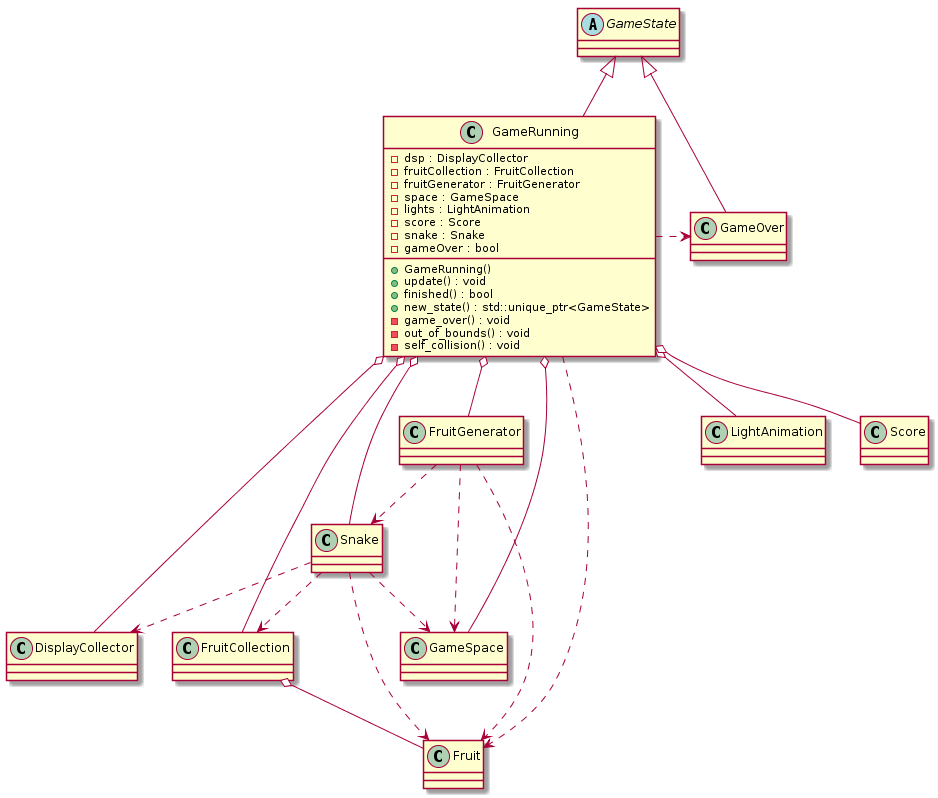 A GameState
C GameRunning
dsp : DisplayCollector
fruitCollection : FruitCollection
fruitGenerator : FruitGenerator
space : GameSpace
lights : LightAnimation
score : Score
snake : Snake
gameOver : bool
GameRunning()
update() : void
finished() : bool
new_state() : std::unique_ptr<GameState>
game_over() : void
out_of_bounds() : void
self_collision() : void
C GameOver
C FruitGenerator
C LightAnimation
C Score
C Snake
C DisplayCollector
C FruitCollection
C GameSpace
C Fruit